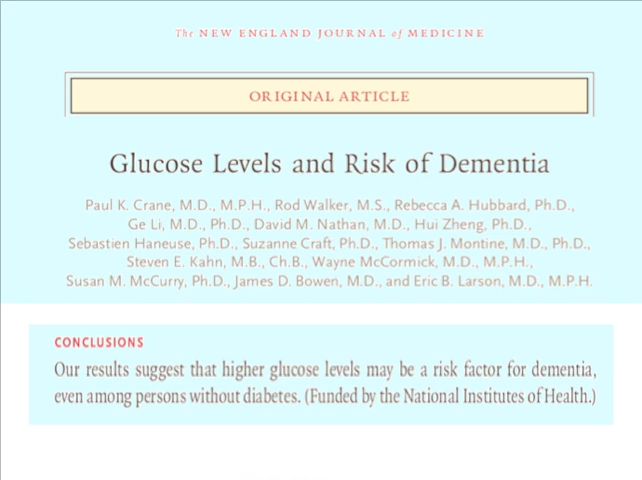 The NEW ENGLAND JOURNAL of MEDICINE
ORIGINAL ARTICLE
Glucose Levels and Risk of Dementia
Paul K. Crane, M.D., M.P.H., Rod Walker, M.S., Rebecca A. Hubbard, Ph.D.,
Ge Li, M.D., Ph.D., David M. Nathan, M.D., Hui Zheng, Ph.D.,
Sebastien Haneuse, Ph.D., Suzanne Craft, Ph.D., Thomas J. Montine, M.D., Ph.D.,
Steven E. Kahn, M.B., Ch.B., Wayne McCormick, M.D., M.P.H.,
Susan M. McCurry, Ph.D., James D. Bowen, M.D., and Eric B. Larson, M.D., M.P.H.
CONCLUSIONS
Our results suggest that higher glucose levels may be a risk factor for dementia,
even among persons without diabetes. (Funded by the National Institutes of Health.)